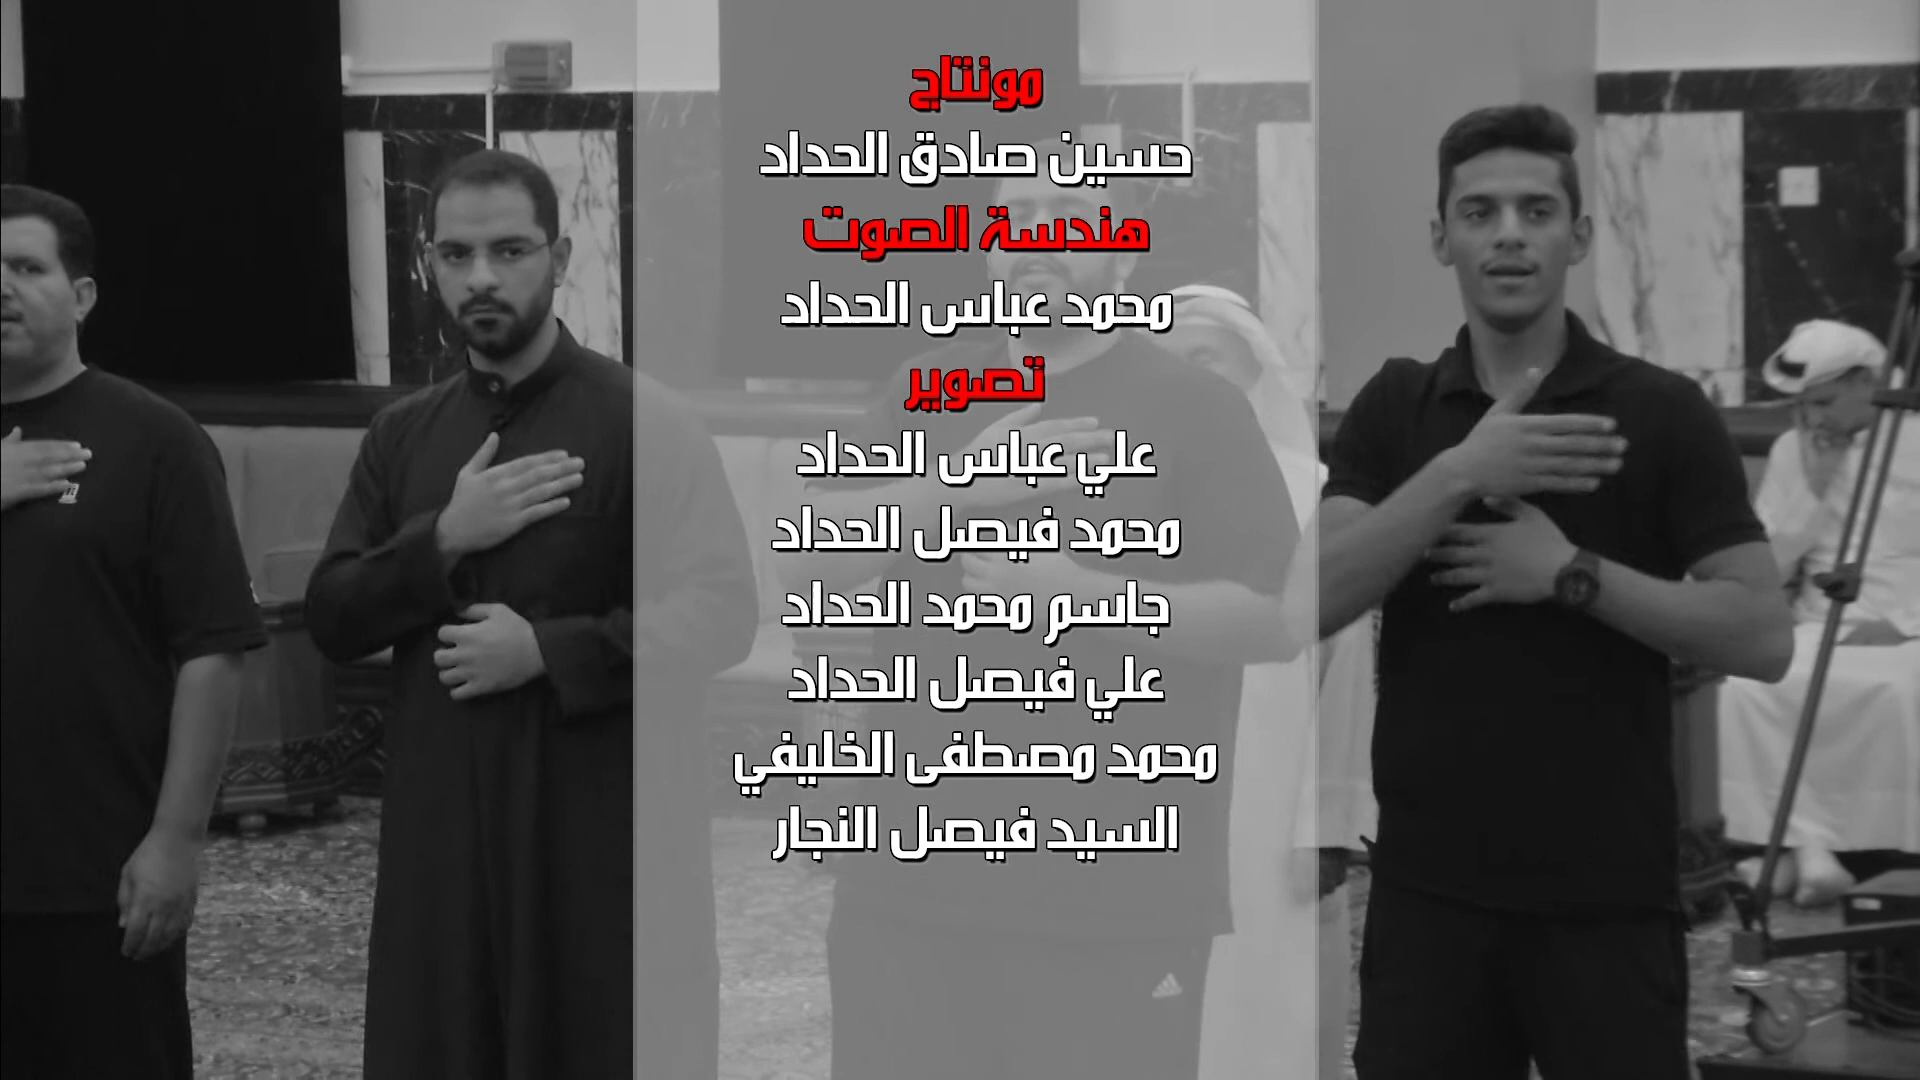 مونتاج
حسين صادق الحداد
هندسة الصوت
محمد عباس الحداد
تصوير
علي عباس الحداد
محمد فيصل الحداد
جاسم محمد الحداد
علي فيصل الحداد
محمد مصطفى الخليفي
السيد فيصل النجار